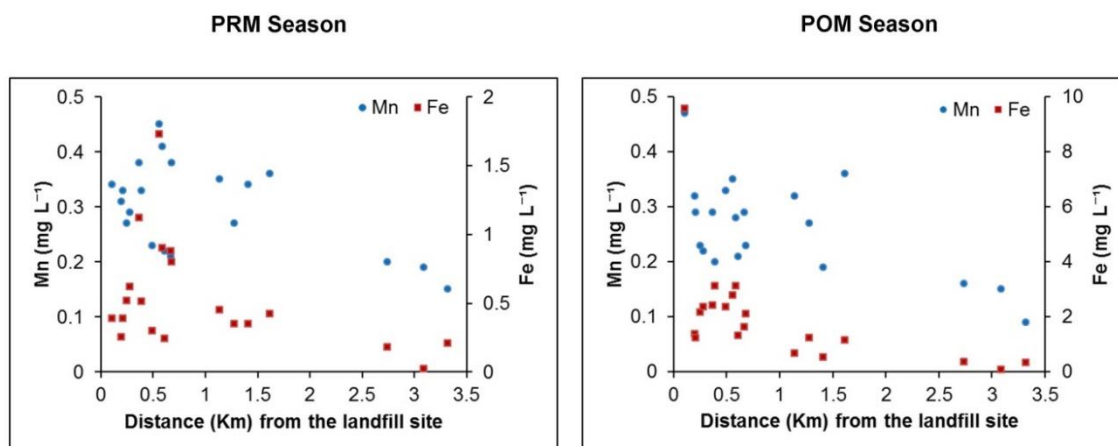 PRM Season
POM Season
0.5
0.4
0.3
0.2
0.1
0
Mn (mg L⁻¹)
Mn
Fe
2
1.5
1
0.5
0
Fe (mg L⁻¹)
0 0.5 1 1.5 2 2.5 3 3.5
Distance (Km) from the landfill site
0.5
0.4
0.3
0.2
0.1
0
Mn (mg L⁻¹)
Mn
Fe
10
8
6
4
2
0
Fe (mg L⁻¹)
0 0.5 1 1.5 2 2.5 3 3.5
Distance (Km) from the landfill site